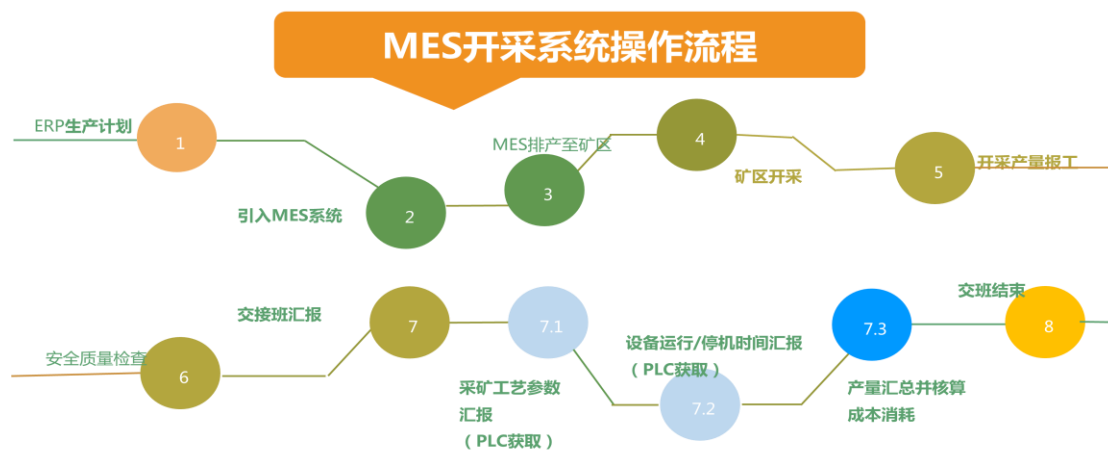 MES开采系统操作流程
ERP生产计划
1
引入MES系统
2
MES排产至矿区
3
4
矿区开采
5
开采产量报工
安全质量检查
6
交接班汇报
7
7.1
采矿工艺参数
汇报
（PLC获取）
设备运行/停机时间汇报
（PLC获取）
7.2
7.3
产量汇总并核算
成本消耗
交班结束
8